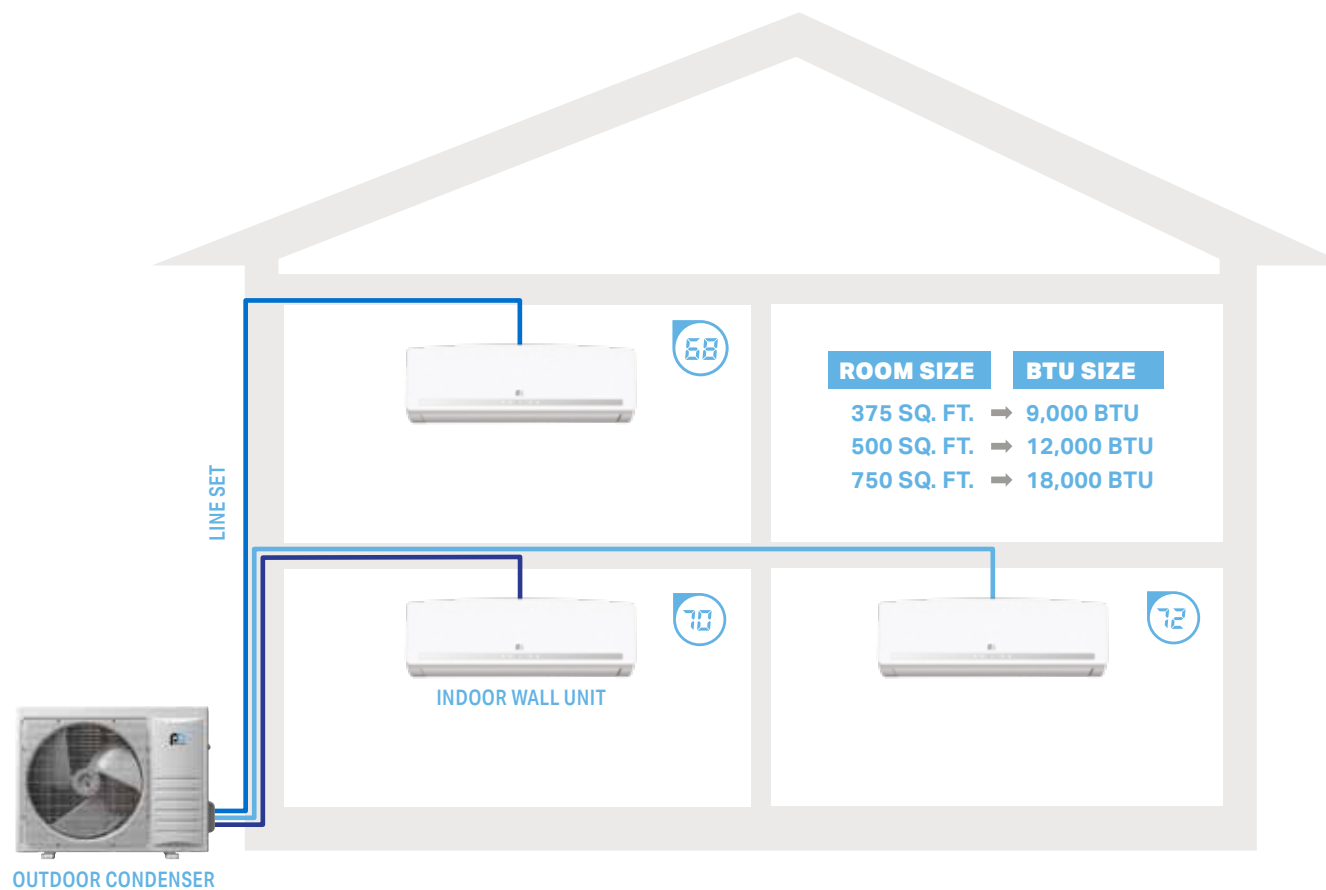 68
ROOM SIZE BTU SIZE
375 SQ. FT. ➡ 9,000 BTU
500 SQ. FT. ➡ 12,000 BTU
750 SQ. FT. ➡ 18,000 BTU
LINE SET
70
72
INDOOR WALL UNIT
OUTDOOR CONDENSER